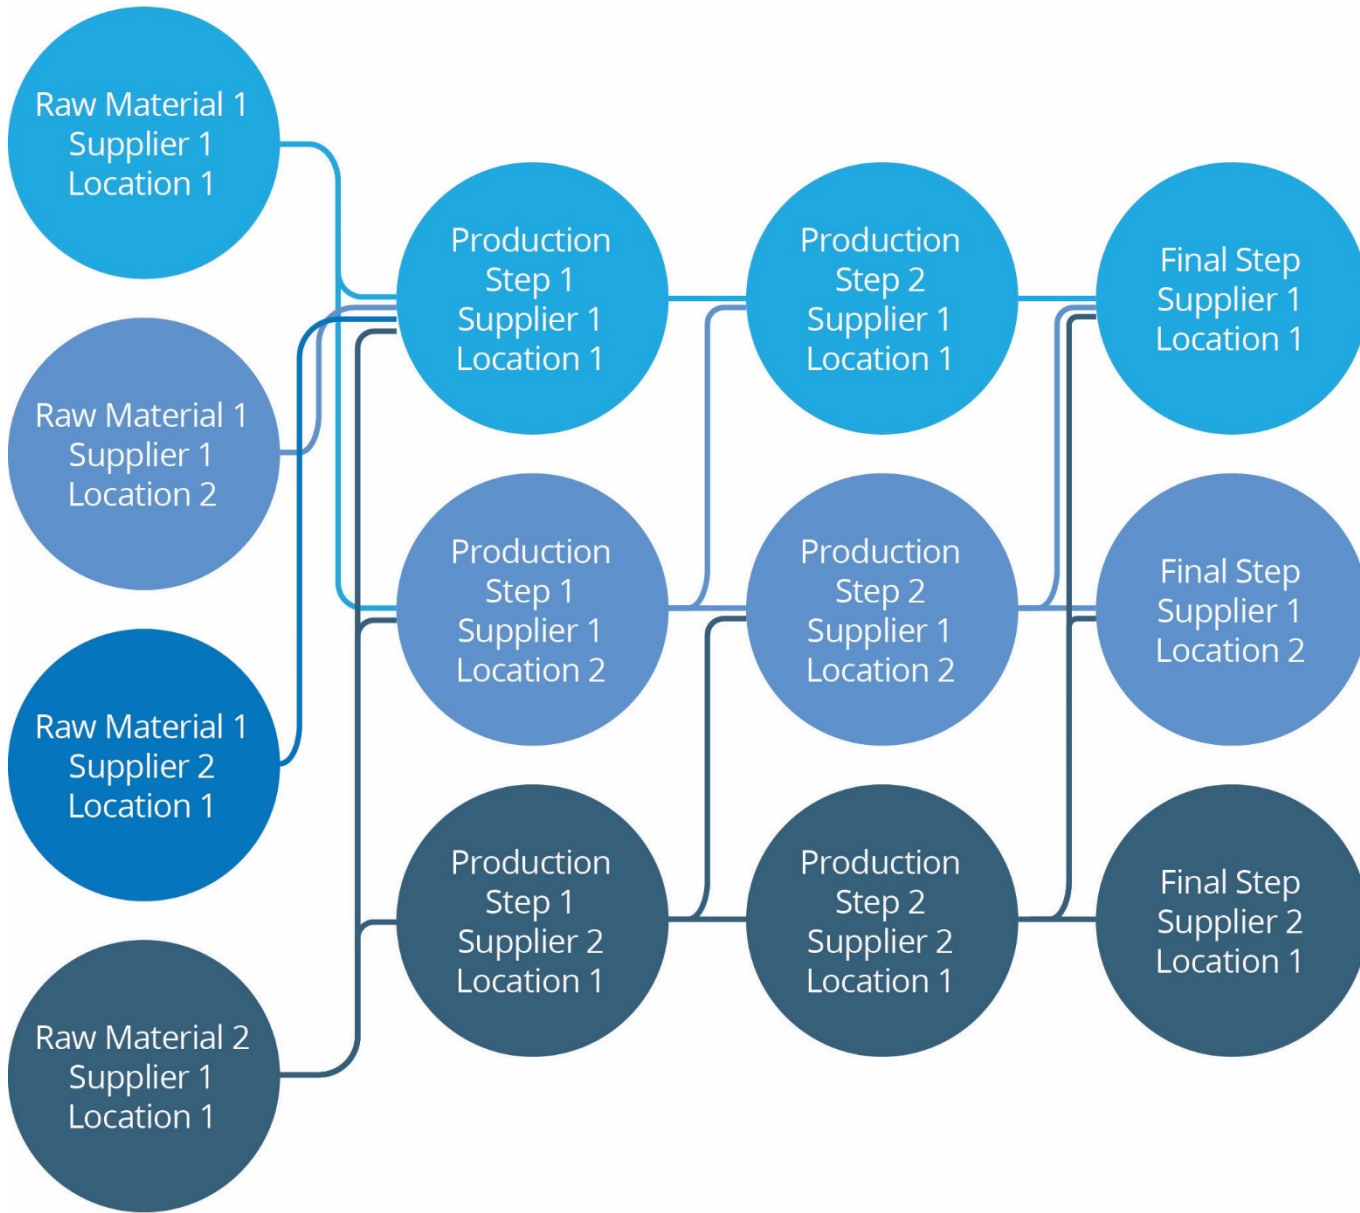 Raw Material 1
Supplier 1
Location 1
Raw Material 1
Supplier 1
Location 2
Raw Material 1
Supplier 2
Location 1
Raw Material 2
Supplier 1
Location 1
Production
Step 1
Supplier 1
Location 1
Production
Step 1
Supplier 1
Location 2
Production
Step 1
Supplier 2
Location 1
Production
Step 2
Supplier 1
Location 1
Production
Step 2
Supplier 1
Location 2
Production
Step 2
Supplier 2
Location 1
Final Step
Supplier 1
Location 1
Final Step
Supplier 1
Location 2
Final Step
Supplier 2
Location 1